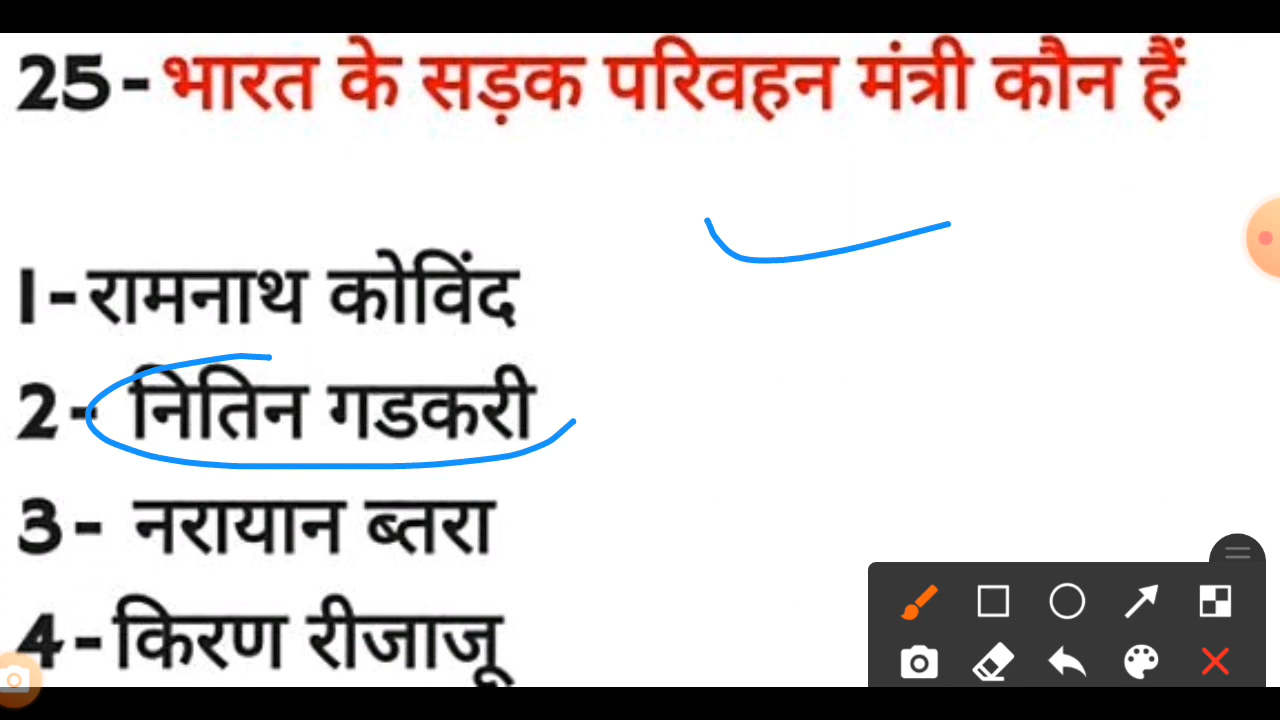 25-भारत के सड़क परिवहन मंत्री कौन हैं
1-रामनाथ कोविंद
2- नितिन गडकरी
3- नरायान ब्तरा
4-किरण रीजाजू